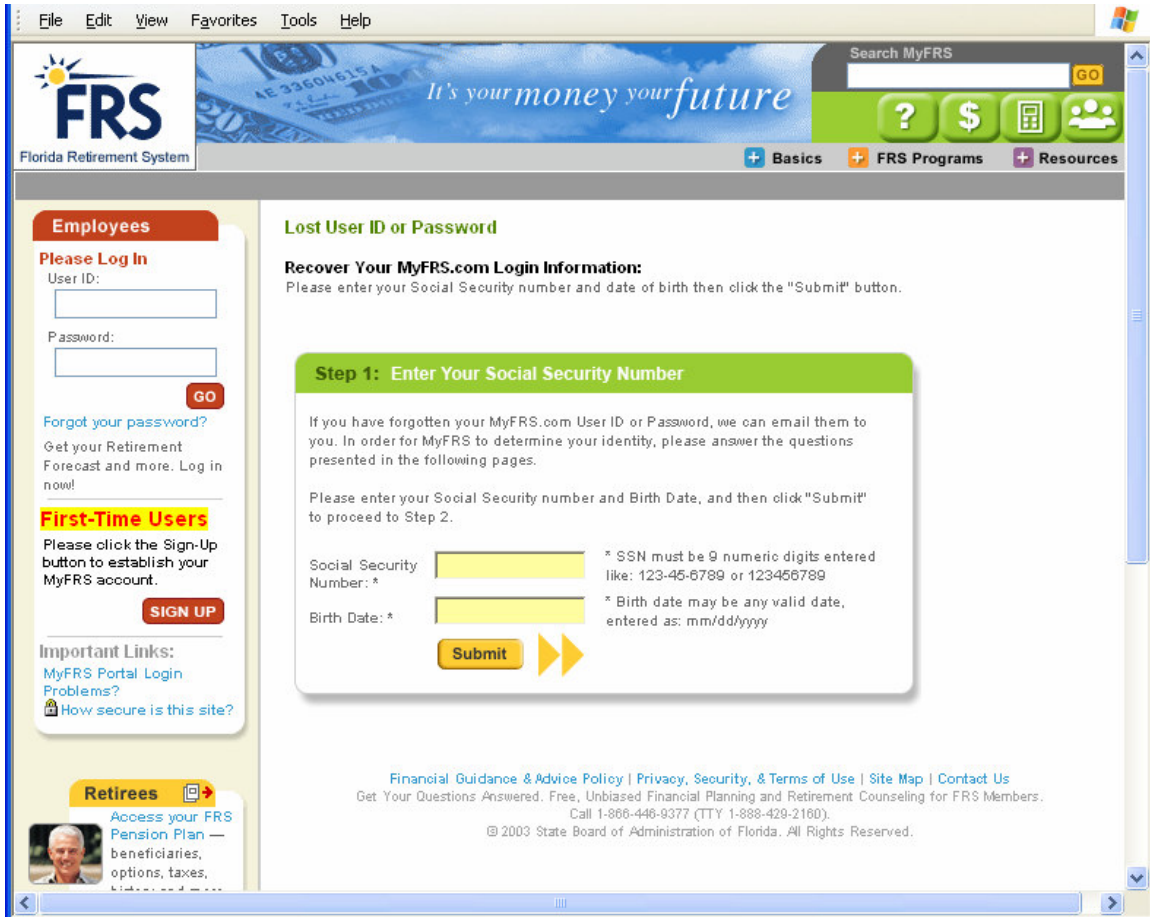 File Edit View Favorites Tools Help
Search MyFRS
GO
FRS
Florida Retirement System
AE 33604615A
It's your money your future
? $
Basics FRS Programs Resources
Employees
Please Log In
User ID:
Password:
GO
Forgot your password?
Get your Retirement
Forecast and more. Log in
now!
First-Time Users
Please click the Sign-Up
button to establish your
MyFRS account.
SIGN UP
Important Links:
MyFRS Portal Login
Problems?
How secure is this site?
Retirees
Access your FRS
Pension Plan —
beneficiaries,
options, taxes,
Lost User ID or Password
Recover Your MyFRS.com Login Information:
Please enter your Social Security number and date of birth then click the "Submit" button.
Step 1: Enter Your Social Security Number
If you have forgotten your MyFRS.com User ID or Password, we can email them to
you. In order for MyFRS to determine your identity, please answer the questions
presented in the following pages.
Please enter your Social Security number and Birth Date, and then click "Submit"
to proceed to Step 2.
Social Security
Number: *
* SSN must be 9 numeric digits entered
like: 123-45-6789 or 123456789
Birth Date: *
* Birth date may be any valid date,
entered as: mm/dd/yyyy
Submit
Financial Guidance & Advice Policy | Privacy, Security, & Terms of Use | Site Map | Contact Us
Get Your Questions Answered. Free, Unbiased Financial Planning and Retirement Counseling for FRS Members.
Call 1-866-446-9377 (TTY 1-888-429-2160).
© 2003 State Board of Administration of Florida. All Rights Reserved.